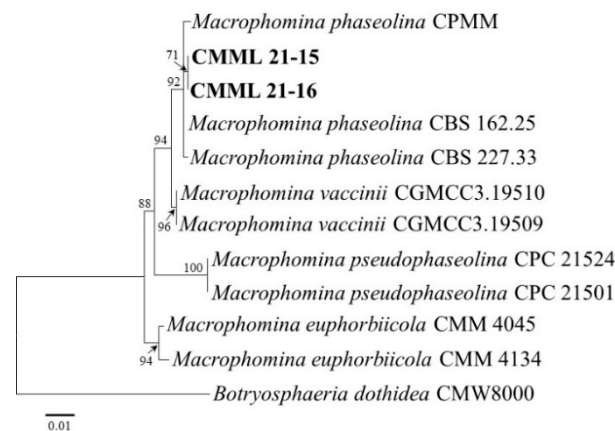 Macrophomina phaseolina CPMM
71
CMML 21-15
92
CMML 21-16
Macrophomina phaseolina CBS 162.25
94
Macrophomina phaseolina CBS 227.33
Macrophomina vaccinii CGMCC3.19510
88
96
Macrophomina vaccinii CGMCC3.19509
100
Macrophomina pseudophaseolina CPC 21524
Macrophomina pseudophaseolina CPC 21501
Macrophomina euphorbiicola CMM 4045
94
Macrophomina euphorbiicola CMM 4134
Botryosphaeria dothidea CMW8000
0.01